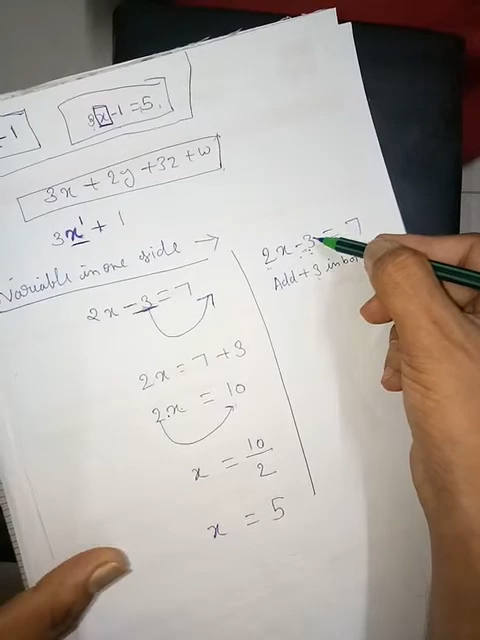 -1
3x-1=5.
3x + 2y + 3z + w
3x¹ + 1
Variable in one side →
2x - 3 = 7
2x = 7 + 3
2x = 10
x = 10/2
x = 5
2x - 3 = 7
Add + 3 in